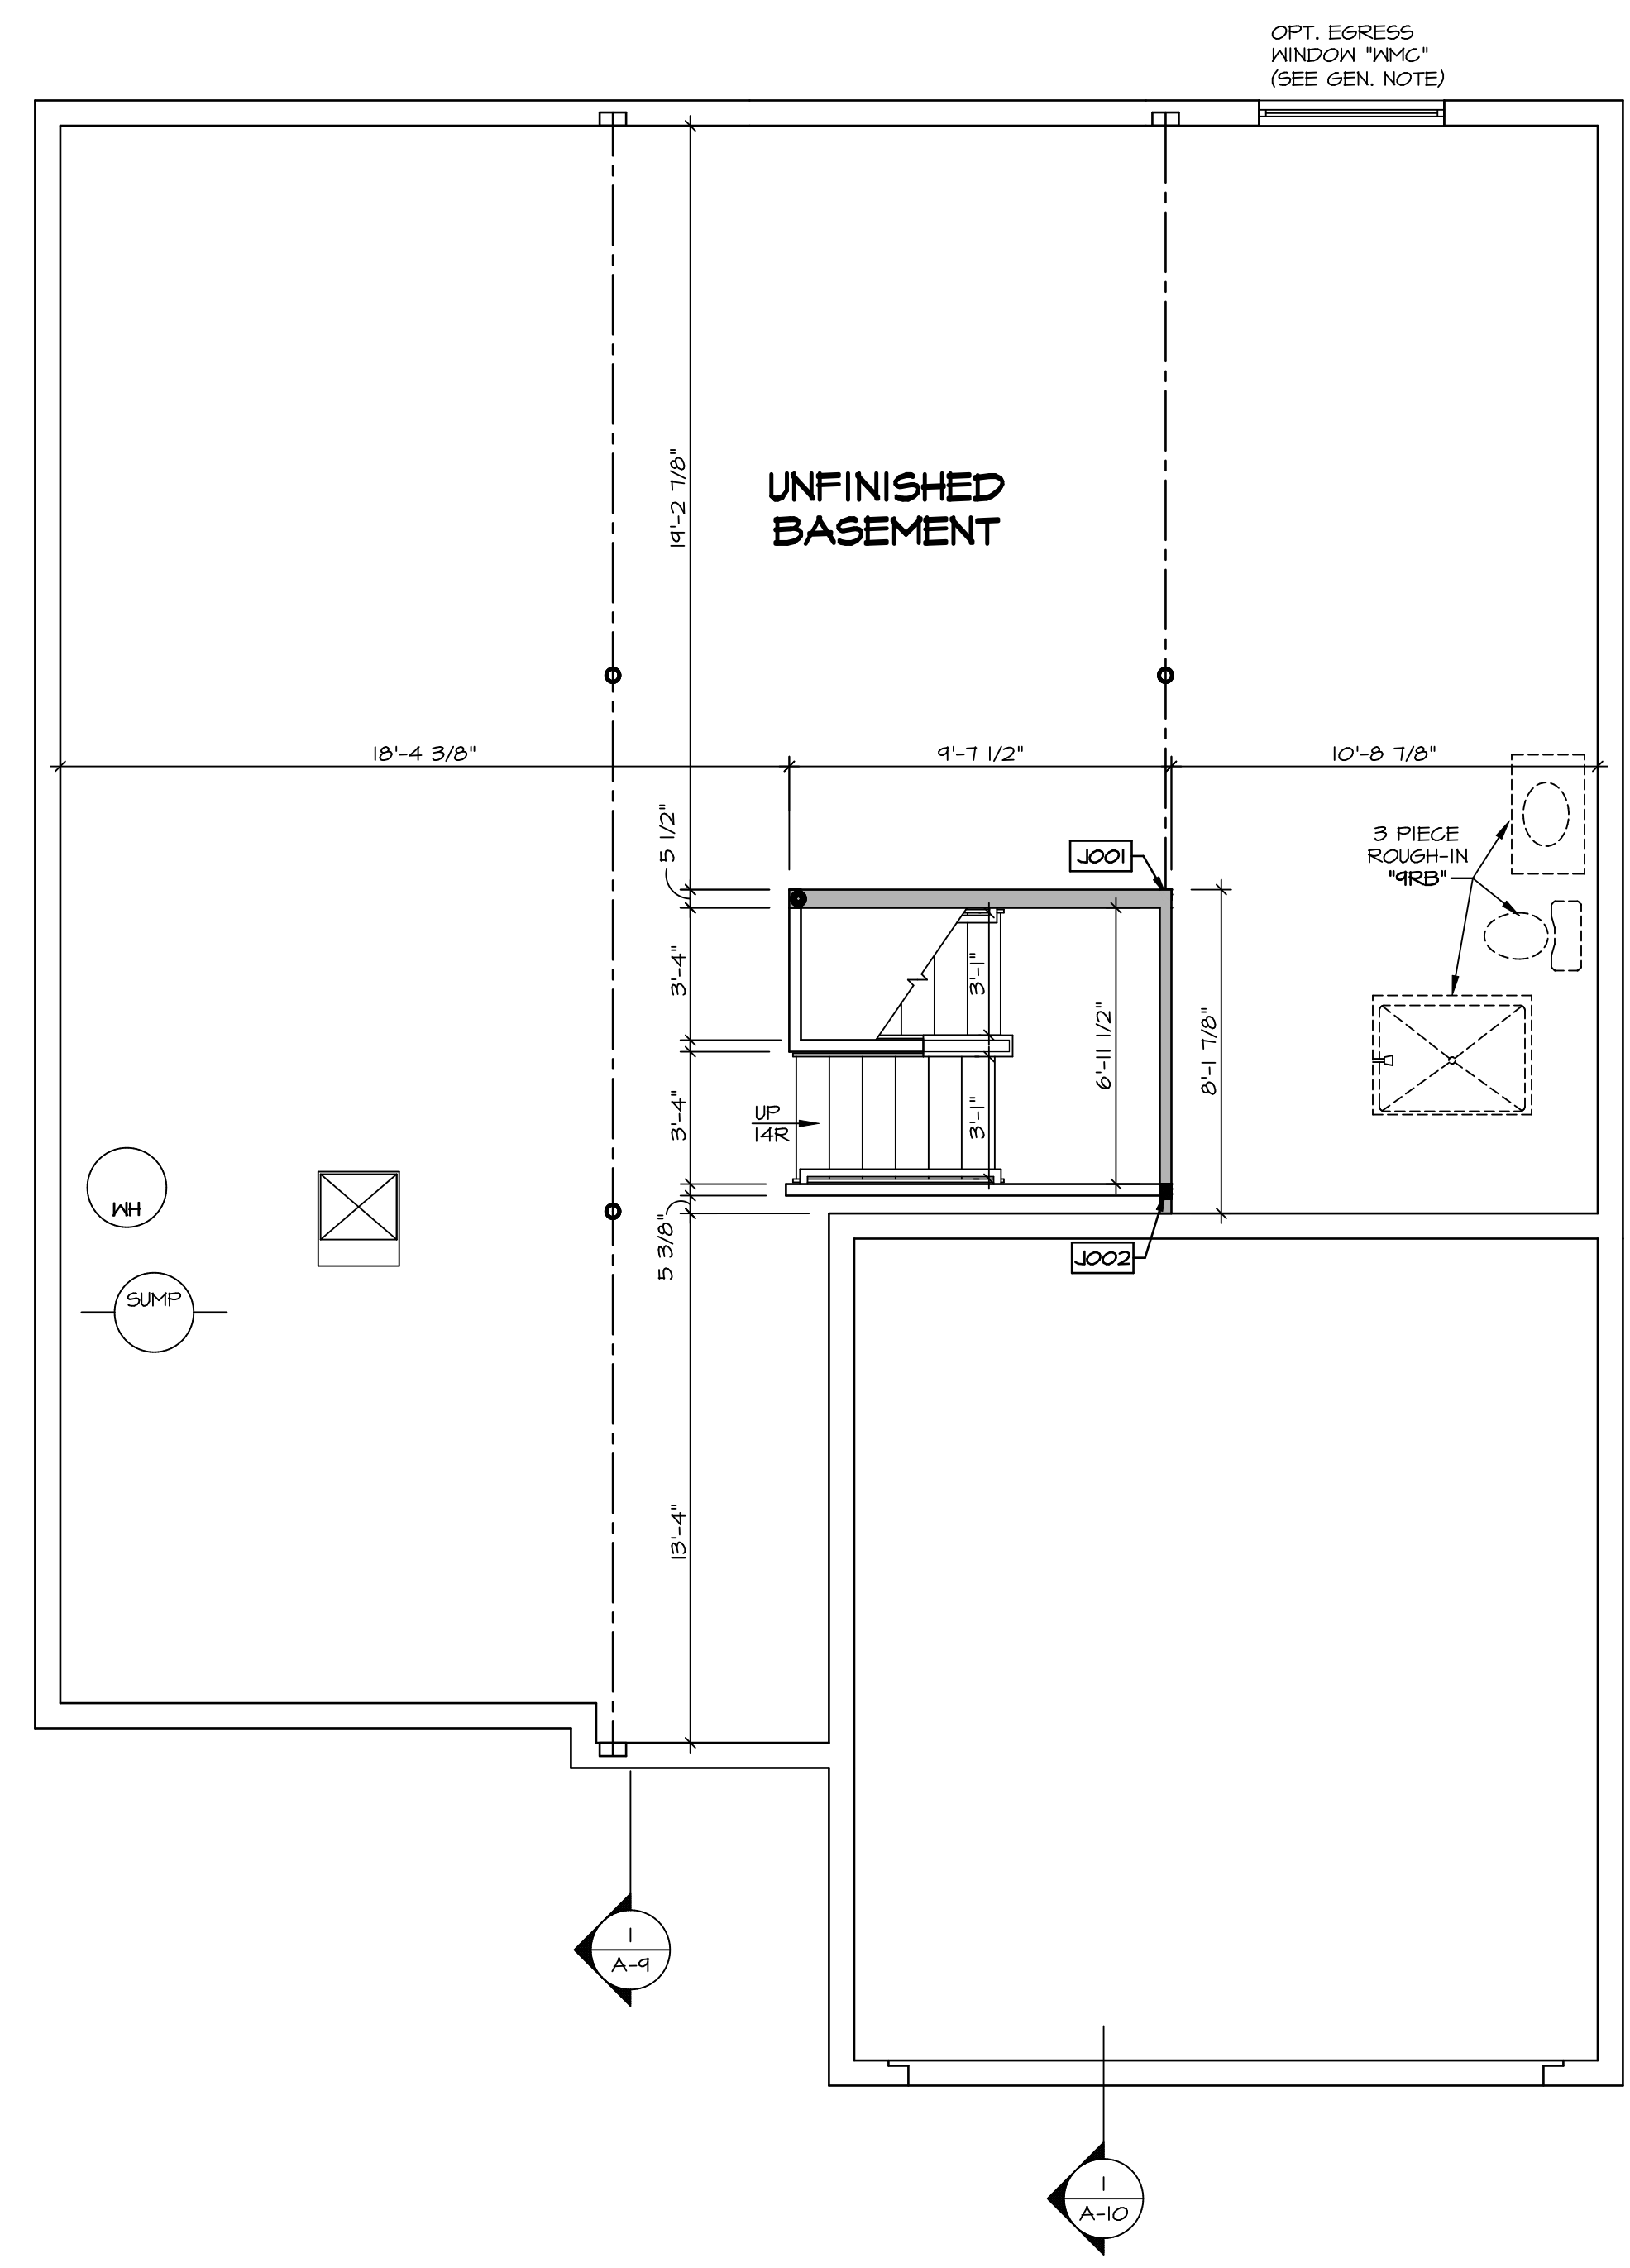 OPT. EGRESS
WINDOW "WMC"
(SEE GEN. NOTE)
19'-2 7/8"
UNFINISHED
BASEMENT
18'-4 3/8"
9'-7 1/2"
10'-8 7/8"
5 1/2"
3 PIECE
ROUGH-IN
"9RB"
J001
3'-4"
3'-1"
6'-11 1/2"
8'-1 7/8"
3'-4"
3'-1"
UP
14R
WH
5 3/8"
J002
SUMP
13'-4"
1
A-9
1
A-10